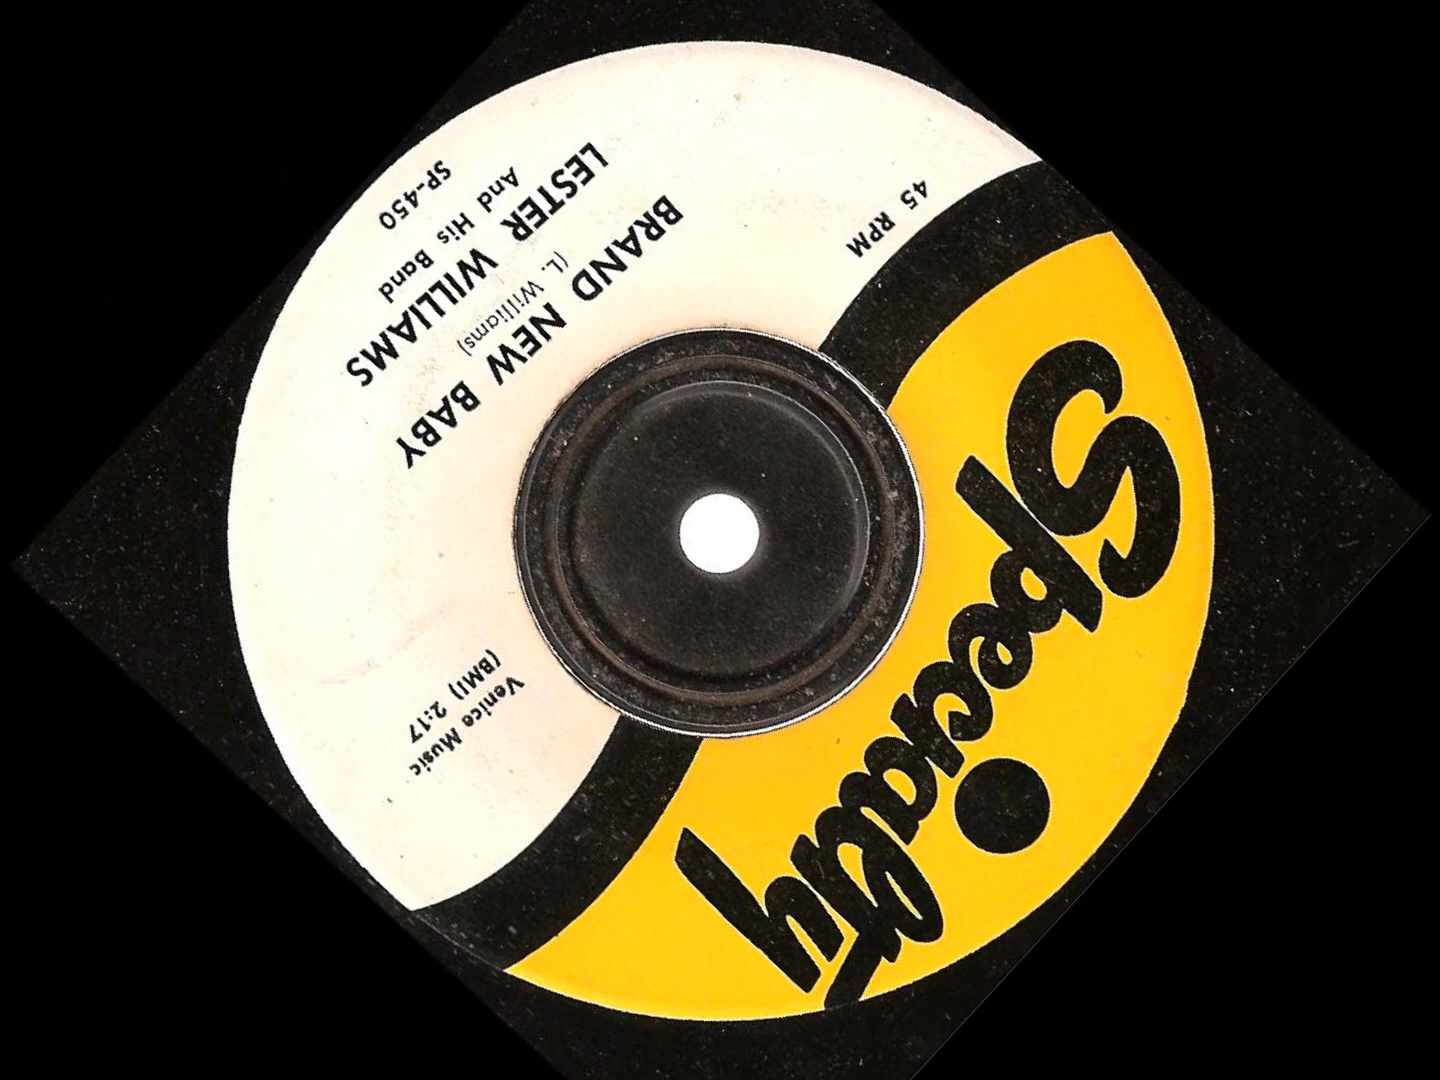 Specialty
45 RPM
Venice Music
(BMI) 2:17
BRAND NEW BABY
(L. Williams)
LESTER WILLIAMS
And His Band
SP-450